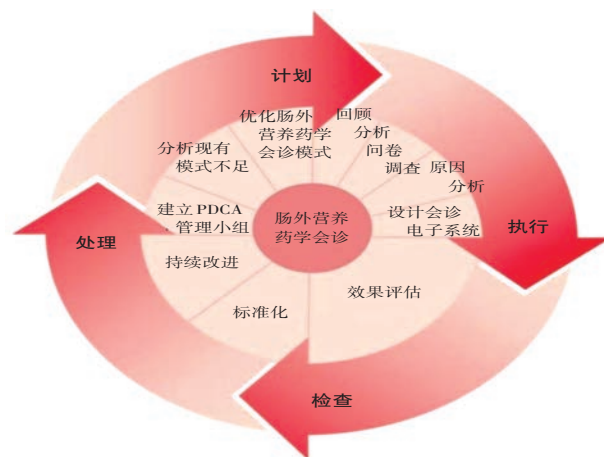 计划
优化肠外
营养药学
会诊模式
回顾
分析
问卷
调查
原因
分析
分析现有
模式不足
建立PDCA
管理小组
肠外营养
药学会诊
设计会诊
电子系统
执行
处理
持续改进
效果评估
标准化
检查